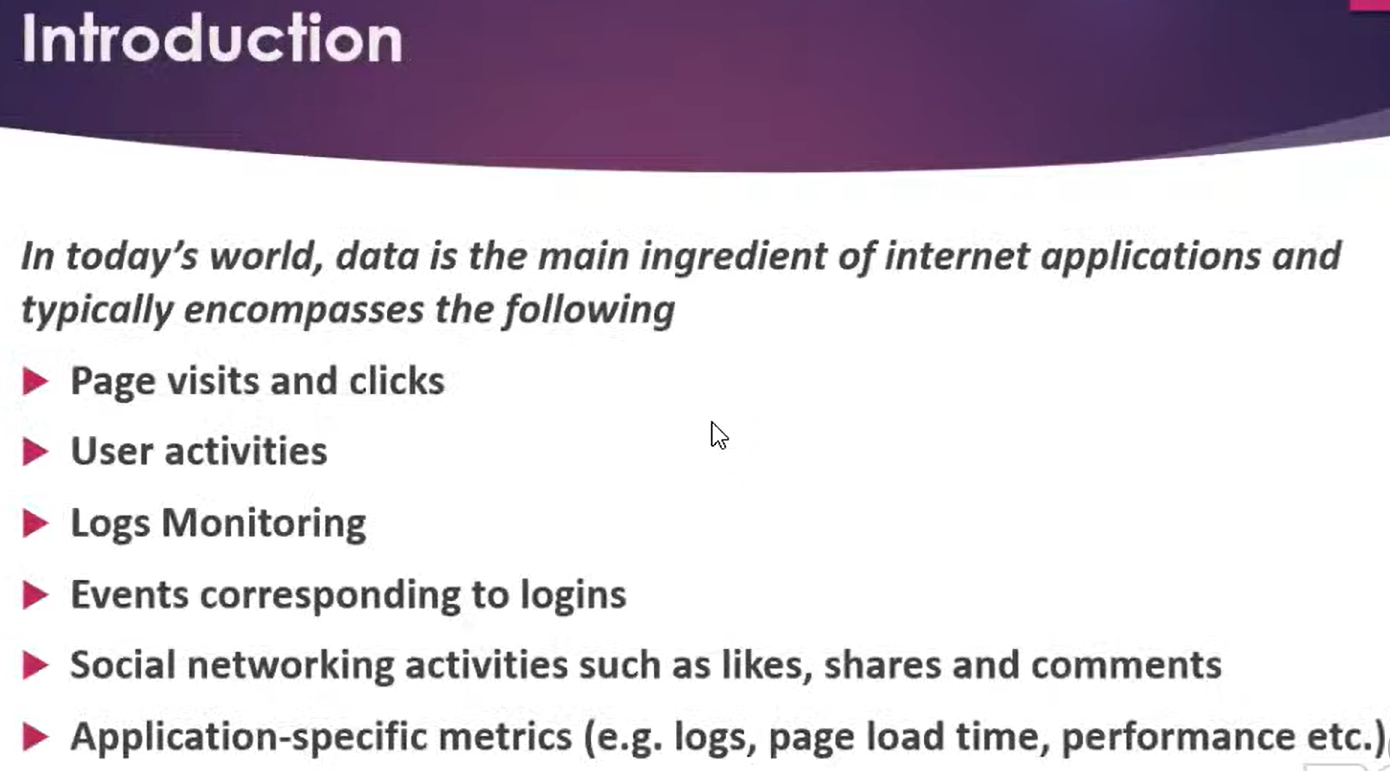 Introduction
In today’s world, data is the main ingredient of internet applications and
typically encompasses the following
Page visits and clicks
User activities
Logs Monitoring
Events corresponding to logins
Social networking activities such as likes, shares and comments
Application-specific metrics (e.g. logs, page load time, performance etc.)